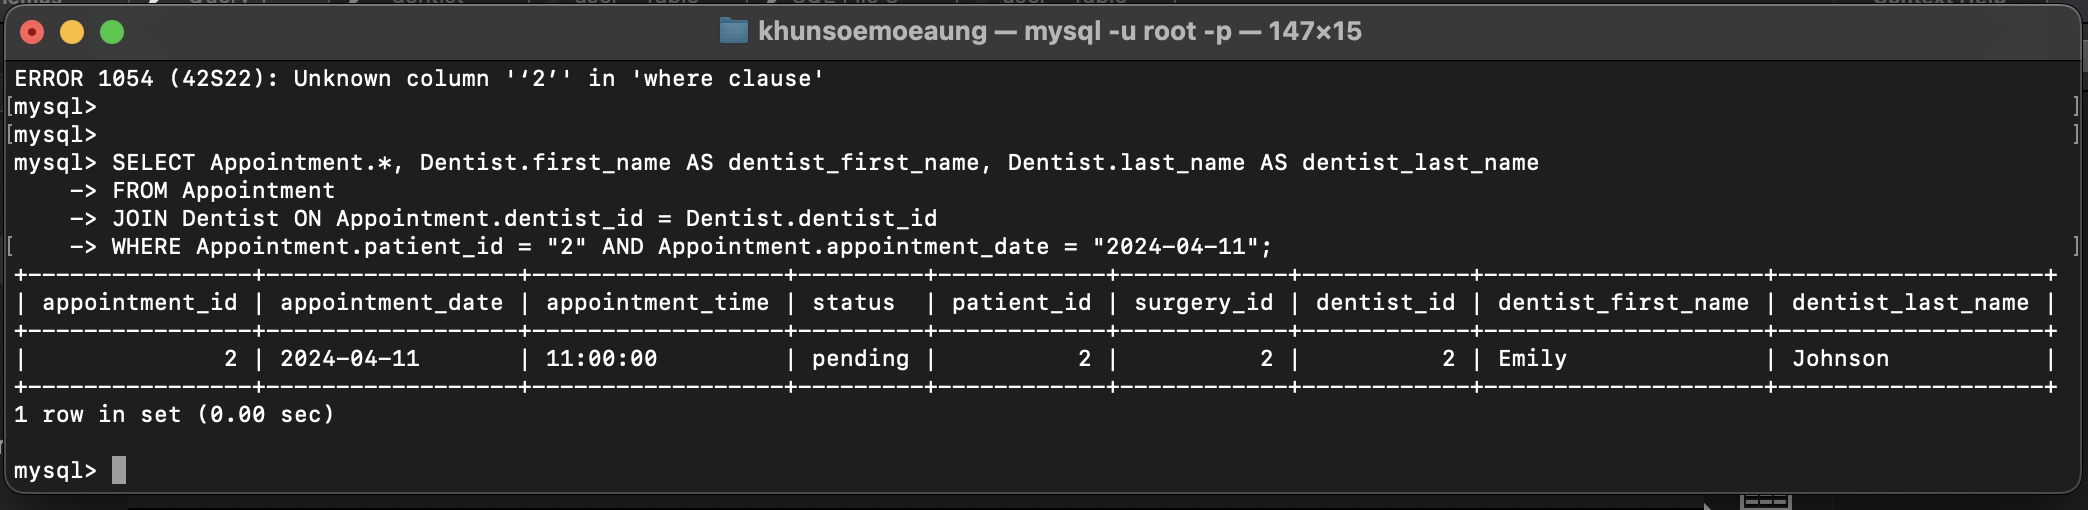 khunsoemoeaung — mysql -u root -p — 147×15
ERROR 1054 (42S22): Unknown column '‘2’' in 'where clause'
[mysql> ]
[mysql> ]
mysql> SELECT Appointment.*, Dentist.first_name AS dentist_first_name, Dentist.last_name AS dentist_last_name
    -> FROM Appointment
    -> JOIN Dentist ON Appointment.dentist_id = Dentist.dentist_id
[    -> WHERE Appointment.patient_id = "2" AND Appointment.appointment_date = "2024-04-11"; ]
+----------------+------------------+------------------+---------+------------+------------+------------+--------------------+-------------------+
| appointment_id | appointment_date | appointment_time | status  | patient_id | surgery_id | dentist_id | dentist_first_name | dentist_last_name |
+----------------+------------------+------------------+---------+------------+------------+------------+--------------------+-------------------+
|              2 | 2024-04-11       | 11:00:00         | pending |          2 |          2 |          2 | Emily              | Johnson           |
+----------------+------------------+------------------+---------+------------+------------+------------+--------------------+-------------------+
1 row in set (0.00 sec)
mysql>